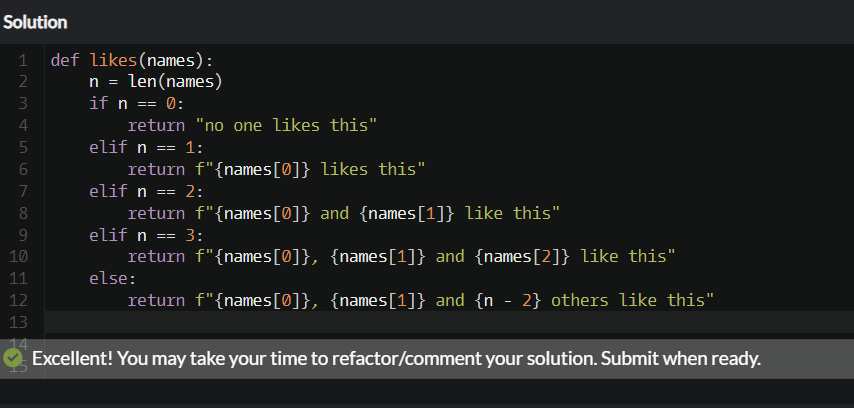 Solution
1 def likes(names):
2     n = len(names)
3     if n == 0:
4         return "no one likes this"
5     elif n == 1:
6         return f"{names[0]} likes this"
7     elif n == 2:
8         return f"{names[0]} and {names[1]} like this"
9     elif n == 3:
10         return f"{names[0]}, {names[1]} and {names[2]} like this"
11     else:
12         return f"{names[0]}, {names[1]} and {n - 2} others like this"
13
14
Excellent! You may take your time to refactor/comment your solution. Submit when ready.
15